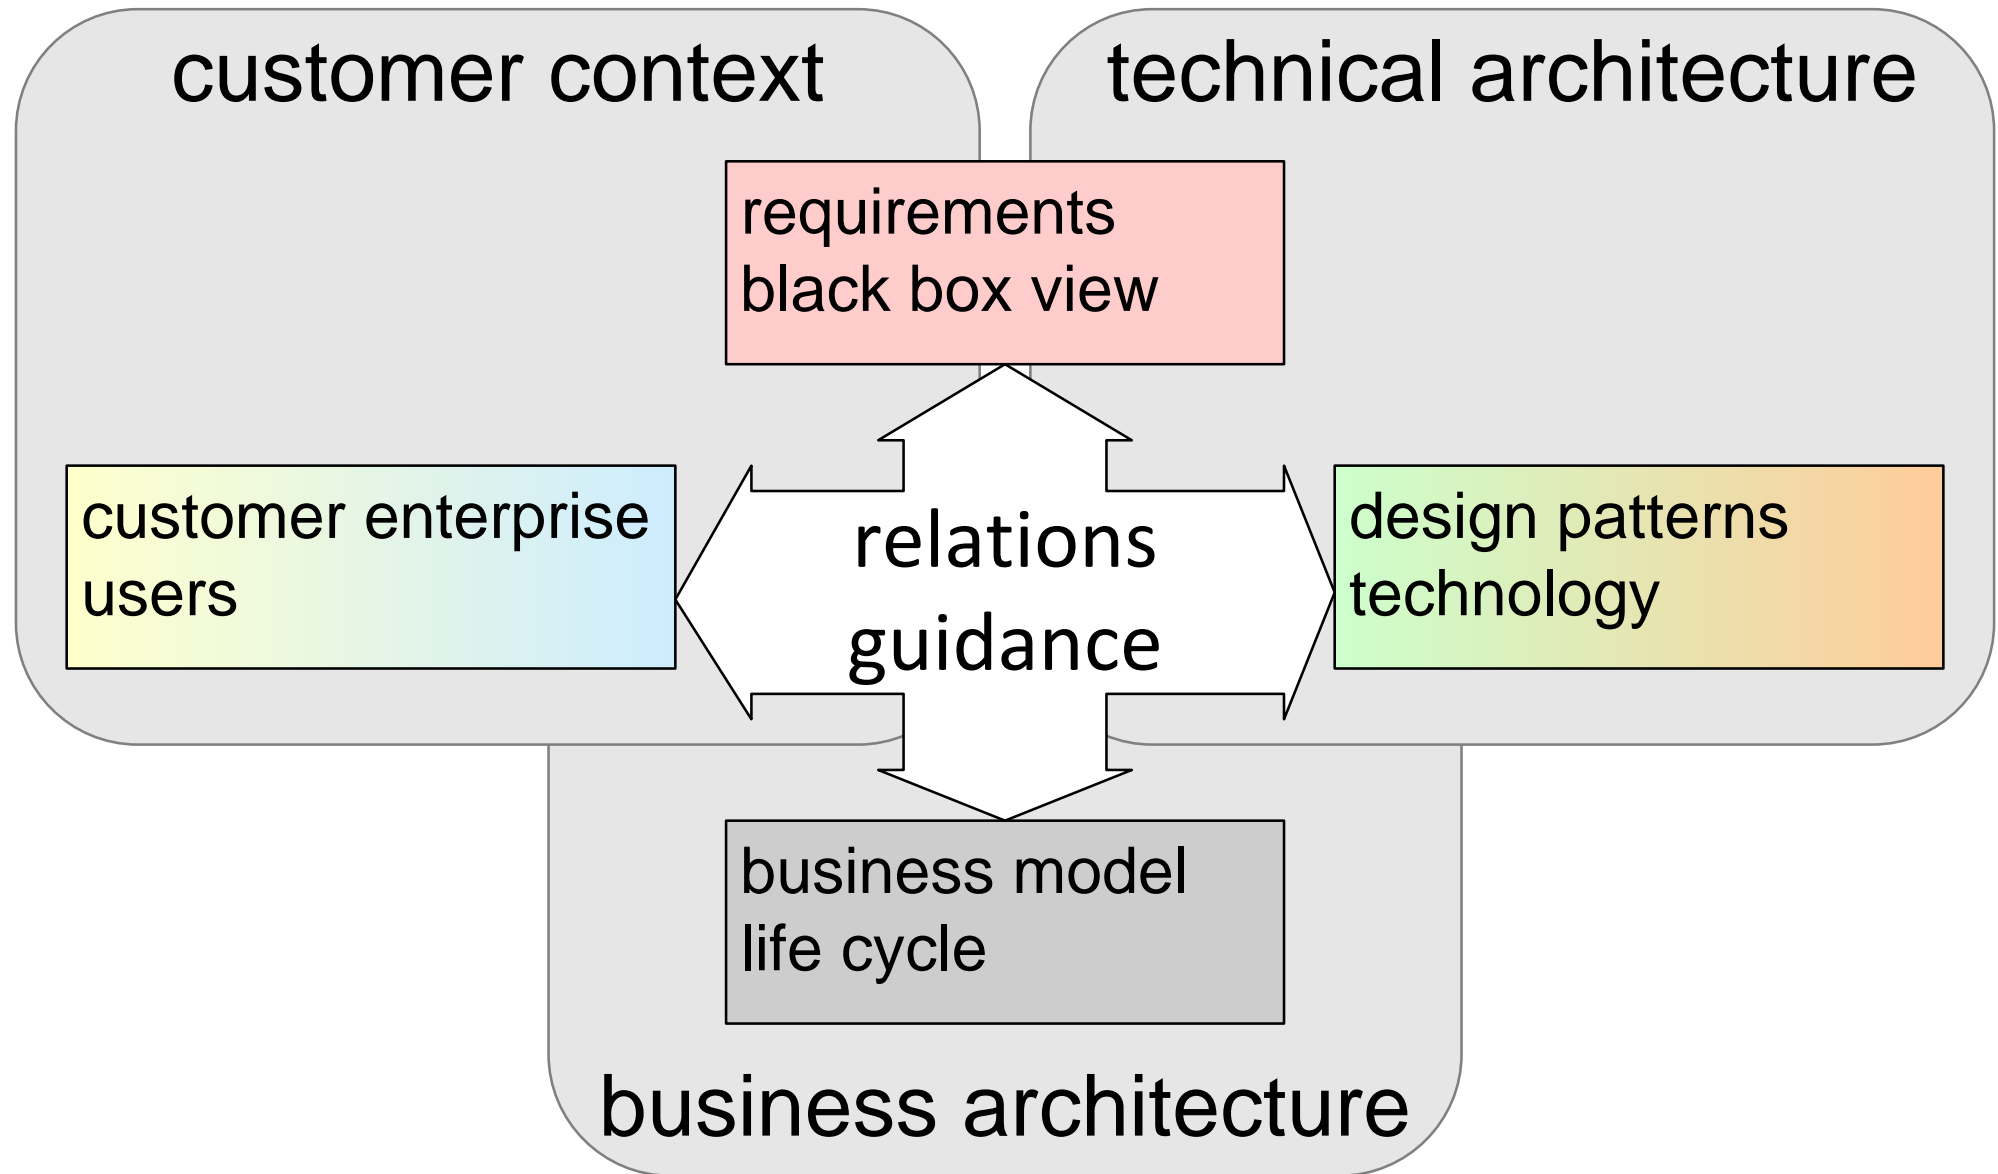 customer context
technical architecture
requirements
black box view
customer enterprise
users
relations
guidance
design patterns
technology
business model
life cycle
business architecture